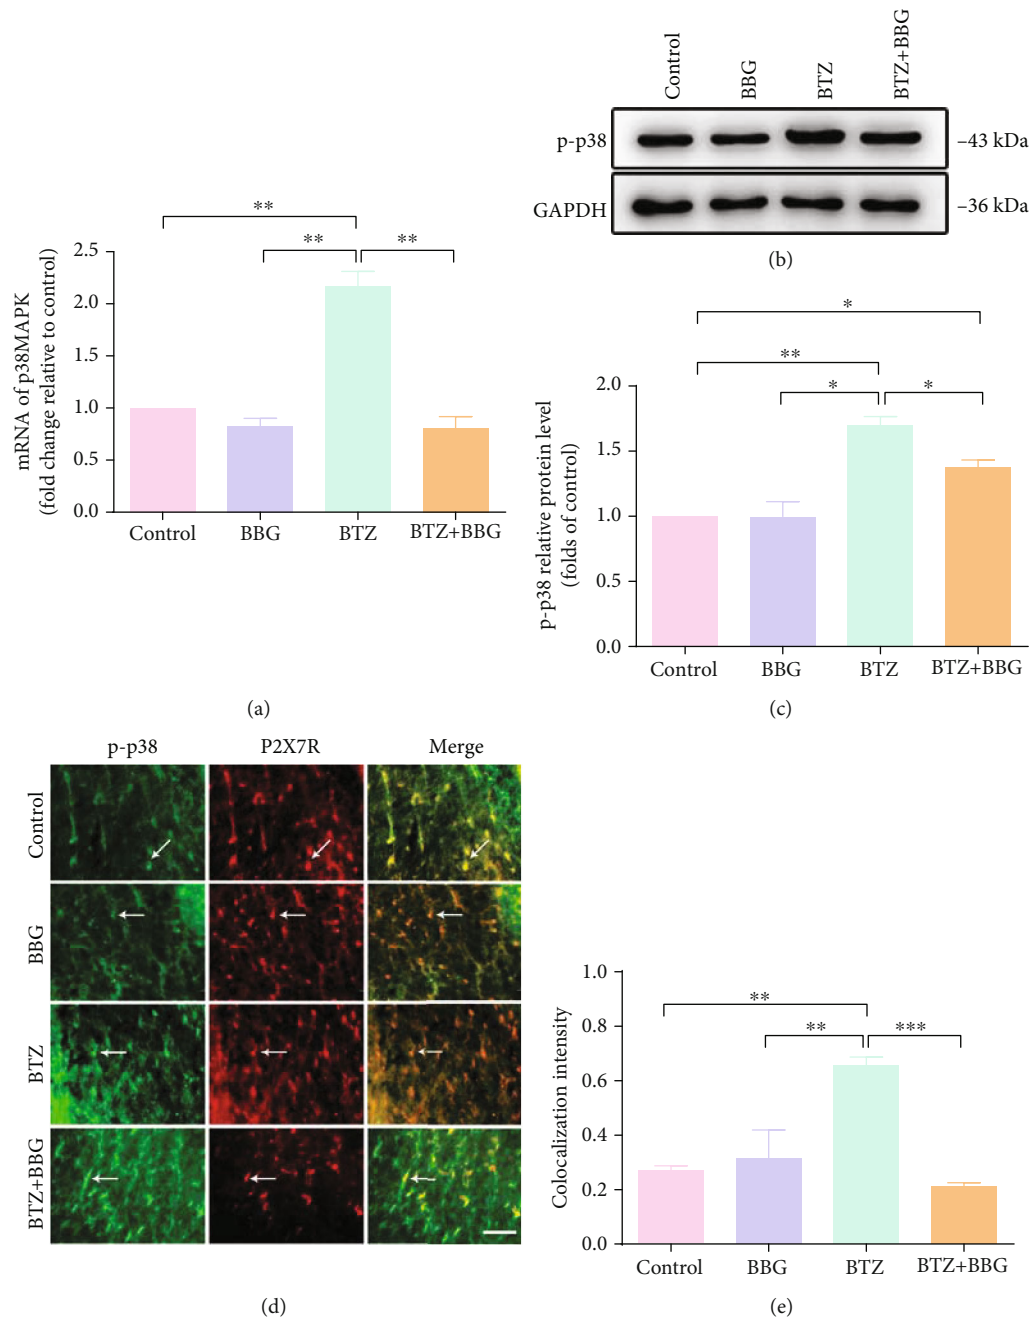 **
** **
mRNA of p38MAPK
(fold change relative to control)
2.5
2.0
1.5
1.0
0.5
0.0
Control BBG BTZ BTZ+BBG
(a)
Control BBG BTZ BTZ+BBG
p-p38 –43 kDa
GAPDH –36 kDa
(b)
*
**
* *
p-p38 relative protein level
(folds of control)
2.0
1.5
1.0
0.5
0.0
Control BBG BTZ BTZ+BBG
(c)
p-p38 P2X7R Merge
Control
BBG
BTZ
BTZ+BBG
(d)
**
** ***
Colocalization intensity
1.0
0.8
0.6
0.4
0.2
0.0
Control BBG BTZ BTZ+BBG
(e)